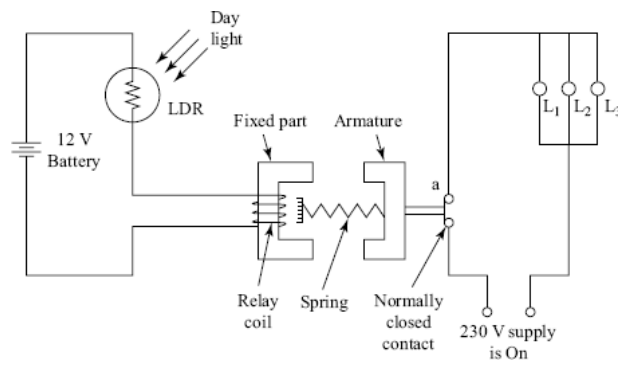 Day
light
LDR
12 V
Battery
Fixed part
Armature
a
L1
L2
L3
Relay
coil
Spring
Normally
closed
contact
230 V supply
is On